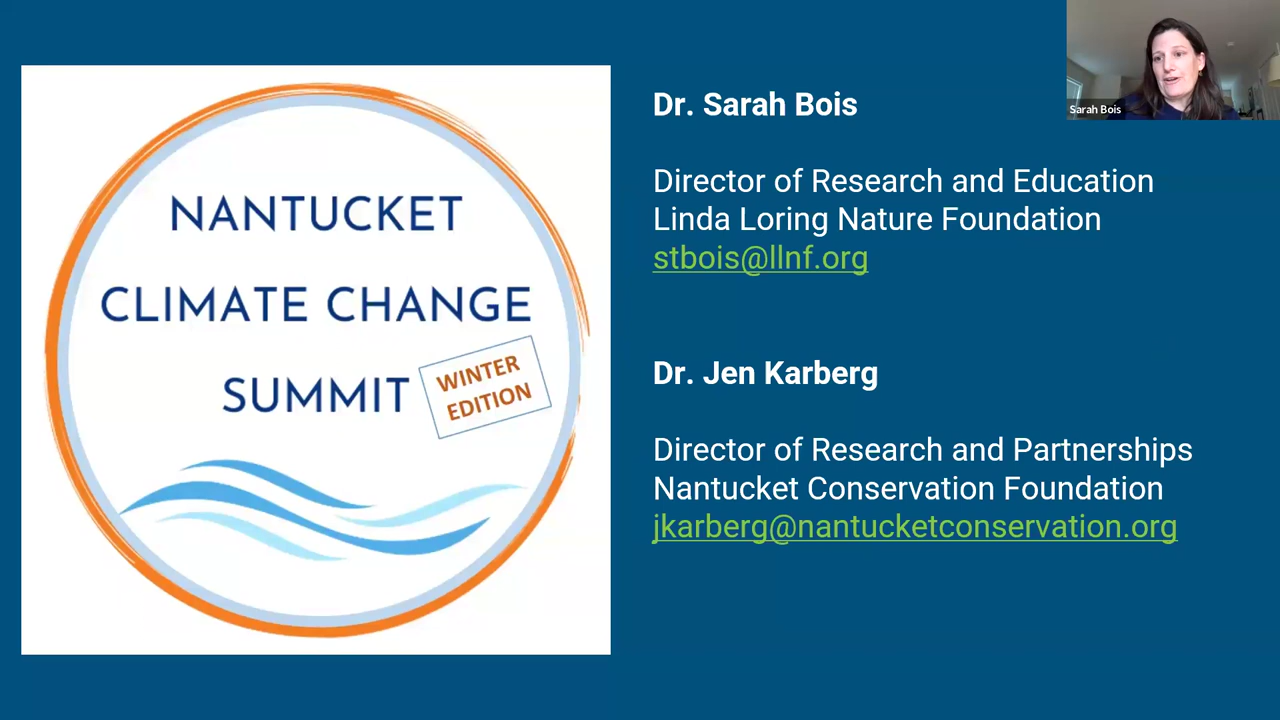 NANTUCKET
CLIMATE CHANGE
SUMMIT
WINTER
EDITION
Dr. Sarah Bois
Director of Research and Education
Linda Loring Nature Foundation
stbois@llnf.org
Dr. Jen Karberg
Director of Research and Partnerships
Nantucket Conservation Foundation
jkarberg@nantucketconservation.org
Sarah Bois